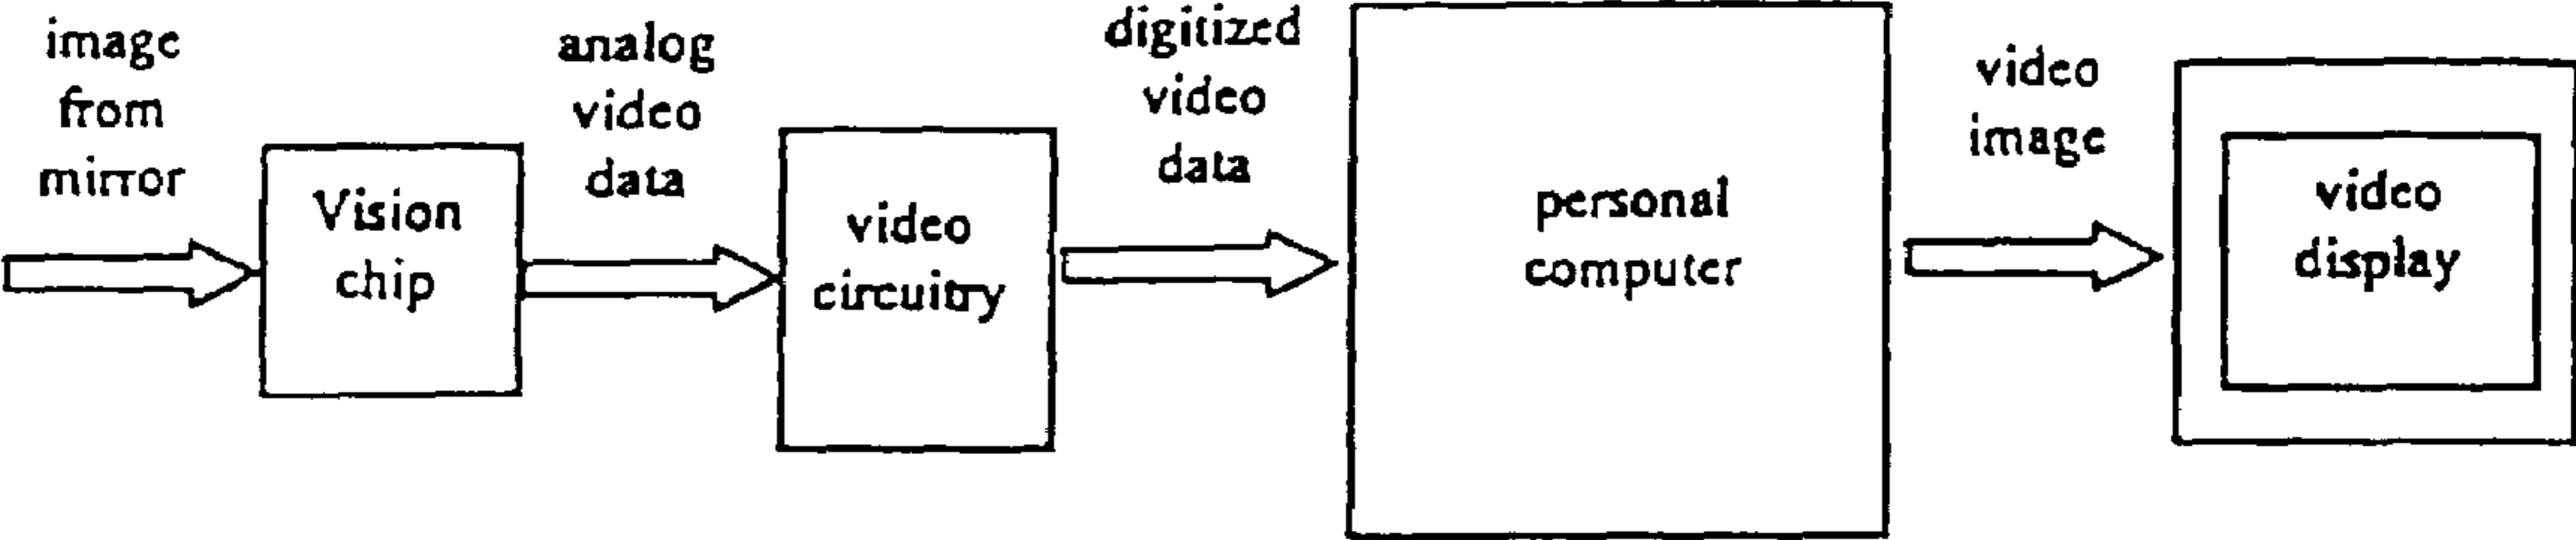 image
from
mirror
Vision
chip
analog
video
data
video
circuitry
digitized
video
data
personal
computer
video
image
video
display